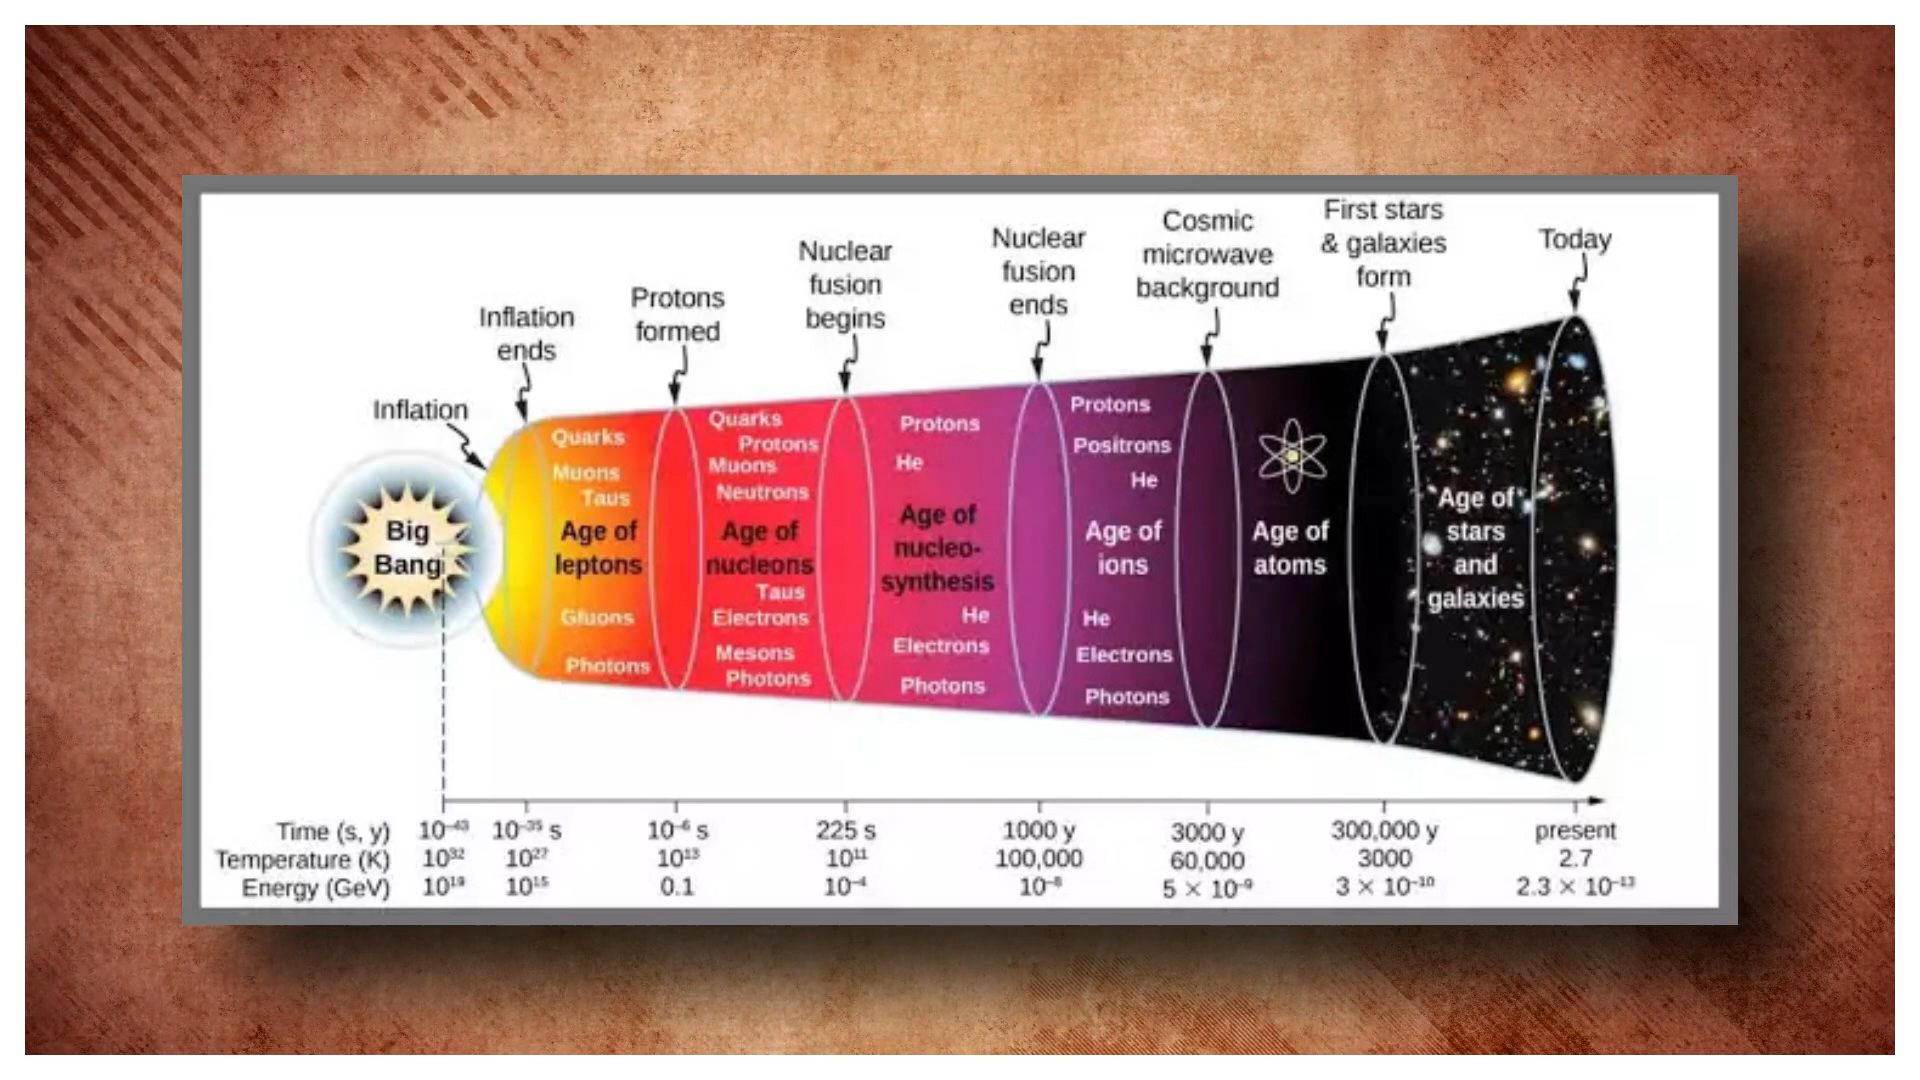 Inflation
Inflation
ends
Protons
formed
Nuclear
fusion
begins
Nuclear
fusion
ends
Cosmic
microwave
background
First stars
& galaxies
form
Today
Big
Bang
Quarks
Muons
Taus
Age of
leptons
Gluons
Photons
Quarks
Protons
Muons
Neutrons
Age of
nucleons
Taus
Electrons
Mesons
Photons
Protons
He
Age of
nucleo-
synthesis
He
Electrons
Photons
Protons
Positrons
He
Age of
ions
He
Electrons
Photons
Age of
atoms
Age of
stars
and
galaxies
Time (s, y) 10⁻⁴³ 10⁻³⁵ s 10⁻⁶ s 225 s 1000 y 3000 y 300,000 y present
Temperature (K) 10³² 10²⁷ 10¹³ 10¹¹ 100,000 60,000 3000 2.7
Energy (GeV) 10¹⁹ 10¹⁵ 0.1 10⁻⁴ 10⁻⁸ 5 × 10⁻⁹ 3 × 10⁻¹⁰ 2.3 × 10⁻¹³